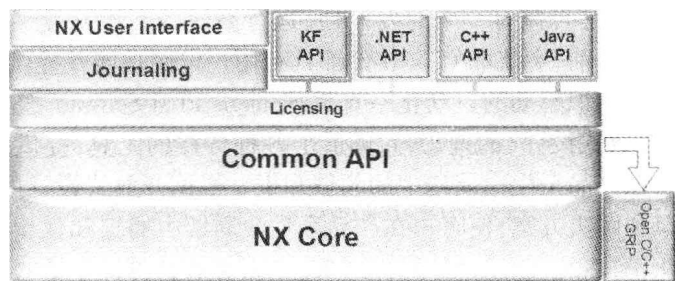 NX User Interface
KF
API
.NET
API
C++
API
Java
API
Journaling
Licensing
Common API
NX Core
Open C/C++
GRIP